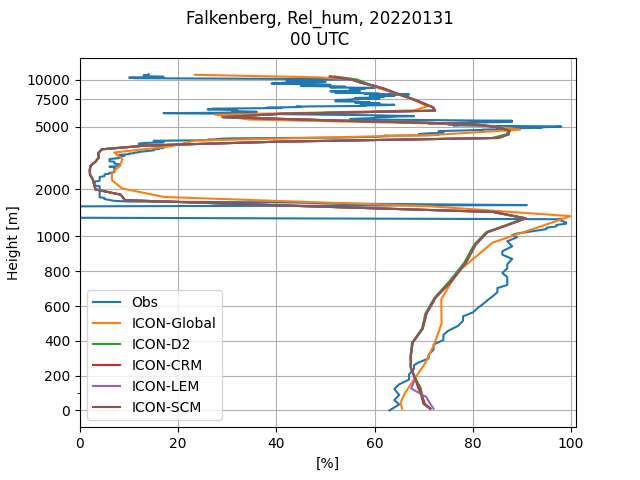 Falkenberg, Rel_hum, 20220131
00 UTC
10000
7500
5000
2000
1000
800
600
400
200
0
Height [m]
Obs
ICON-Global
ICON-D2
ICON-CRM
ICON-LEM
ICON-SCM
0 20 40 60 80 100
[%]